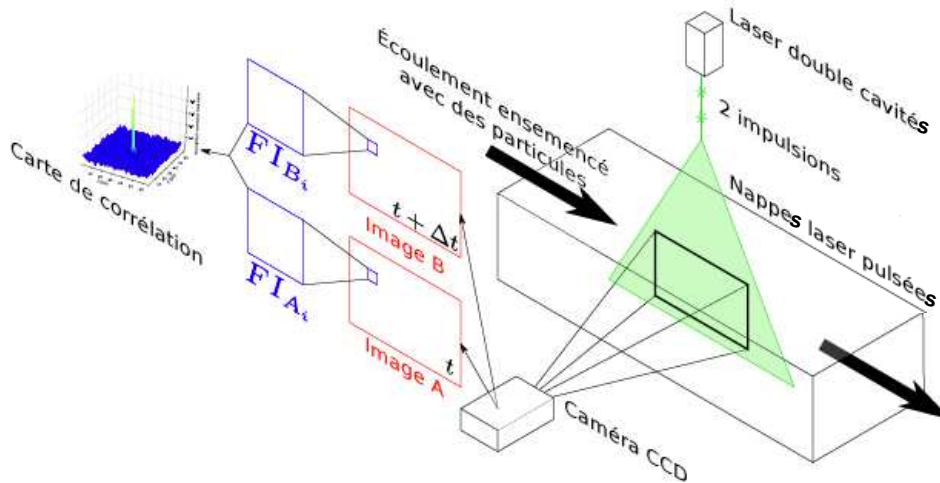 Laser double cavités
2 impulsions
Écoulement ensemencé
avec des particules
Nappes laser pulsées
Carte de corrélation
FI_{B_i}
t + Δt
Image B
FI_{A_i}
t
Image A
Caméra CCD